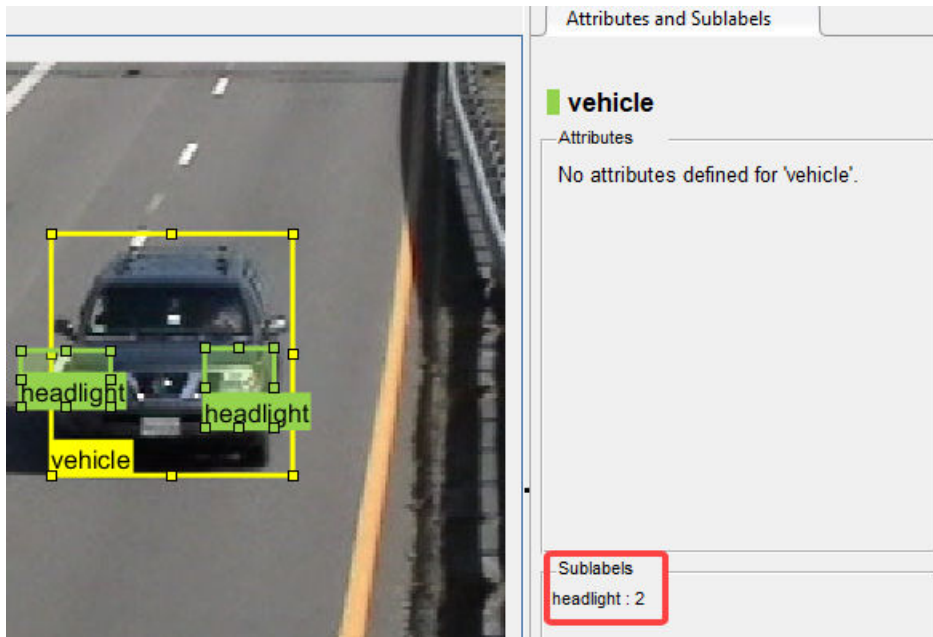 Attributes and Sublabels
vehicle
Attributes
No attributes defined for 'vehicle'.
headlight
headlight
vehicle
Sublabels
headlight : 2